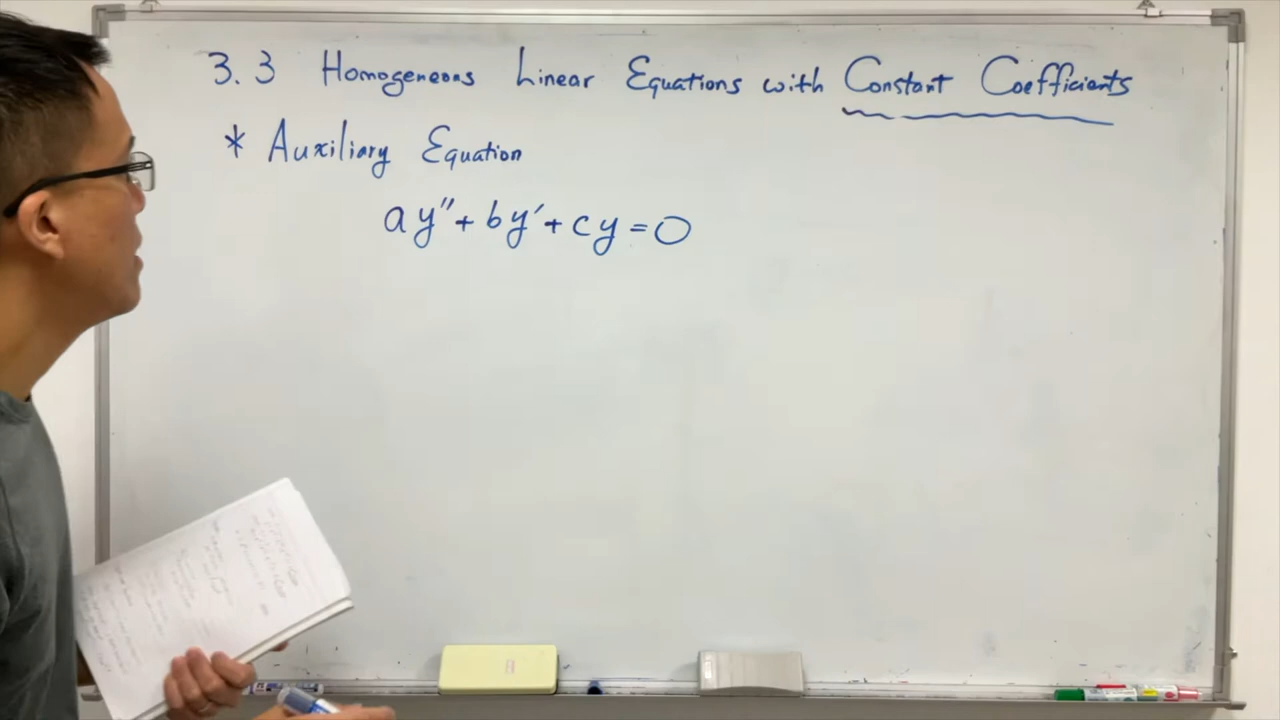 3.3 Homogeneous Linear Equations with Constant Coefficients
* Auxiliary Equation
ay″ + by′ + cy = 0